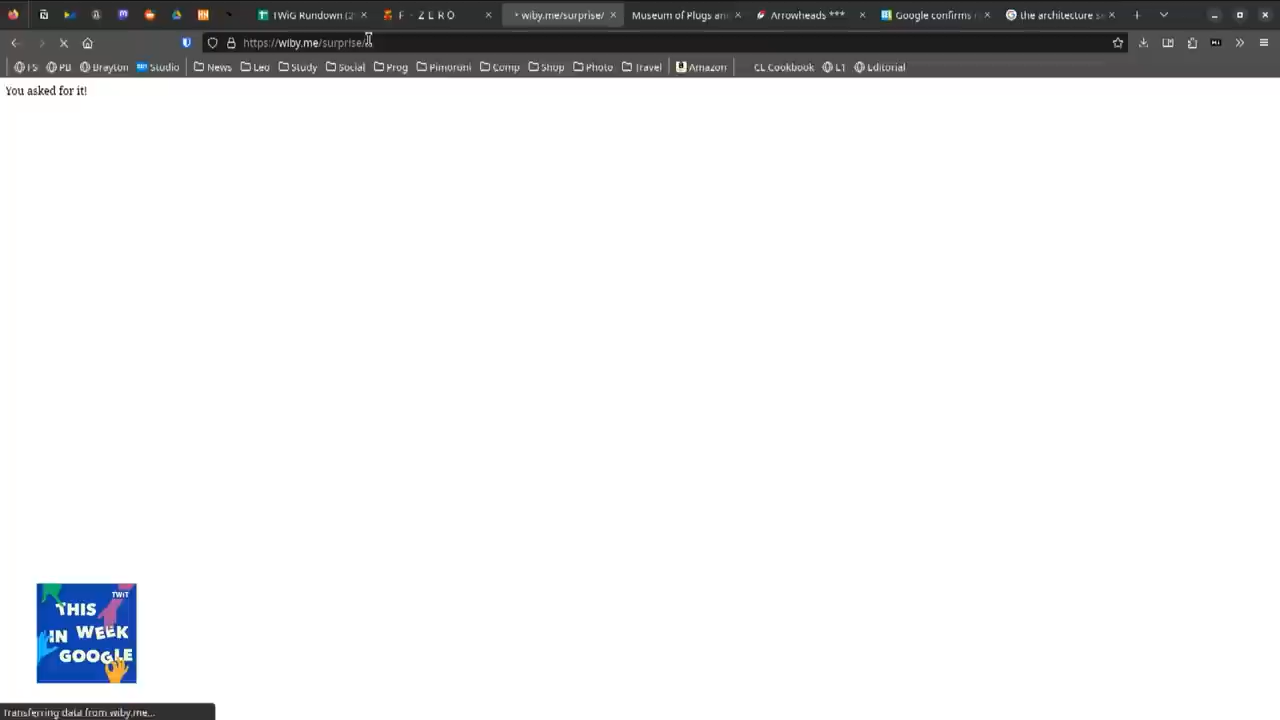 TWiG Rundown (2
F - Z E R O
wiby.me/surprise/
Museum of Plugs an
Arrowheads ***
Google confirms
the architecture s
https://wiby.me/surprise/
FS
PB
Brayton
Studio
News
Leo
Study
Social
Prog
Pimoroni
Comp
Shop
Photo
Travel
Amazon
CL Cookbook
L1
Editorial
You asked for it!
TWiT
THIS
IN WEEK
GOOGLE
Transferring data from wiby.me...